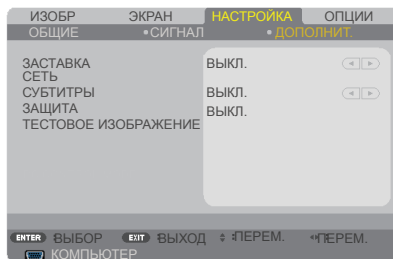 ИЗОБР ЭКРАН НАСТРОЙКА ОПЦИИ
ОБЩИЕ •СИГНАЛ •ДОПОЛНИТ.
ЗАСТАВКА ВЫКЛ.
СЕТЬ
СУБТИТРЫ ВЫКЛ.
ЗАЩИТА ВЫКЛ.
ТЕСТОВОЕ ИЗОБРАЖЕНИЕ
ENTER :ВЫБОР EXIT :ВЫХОД :ПЕРЕМ. :ПЕРЕМ.
КОМПЬЮТЕР